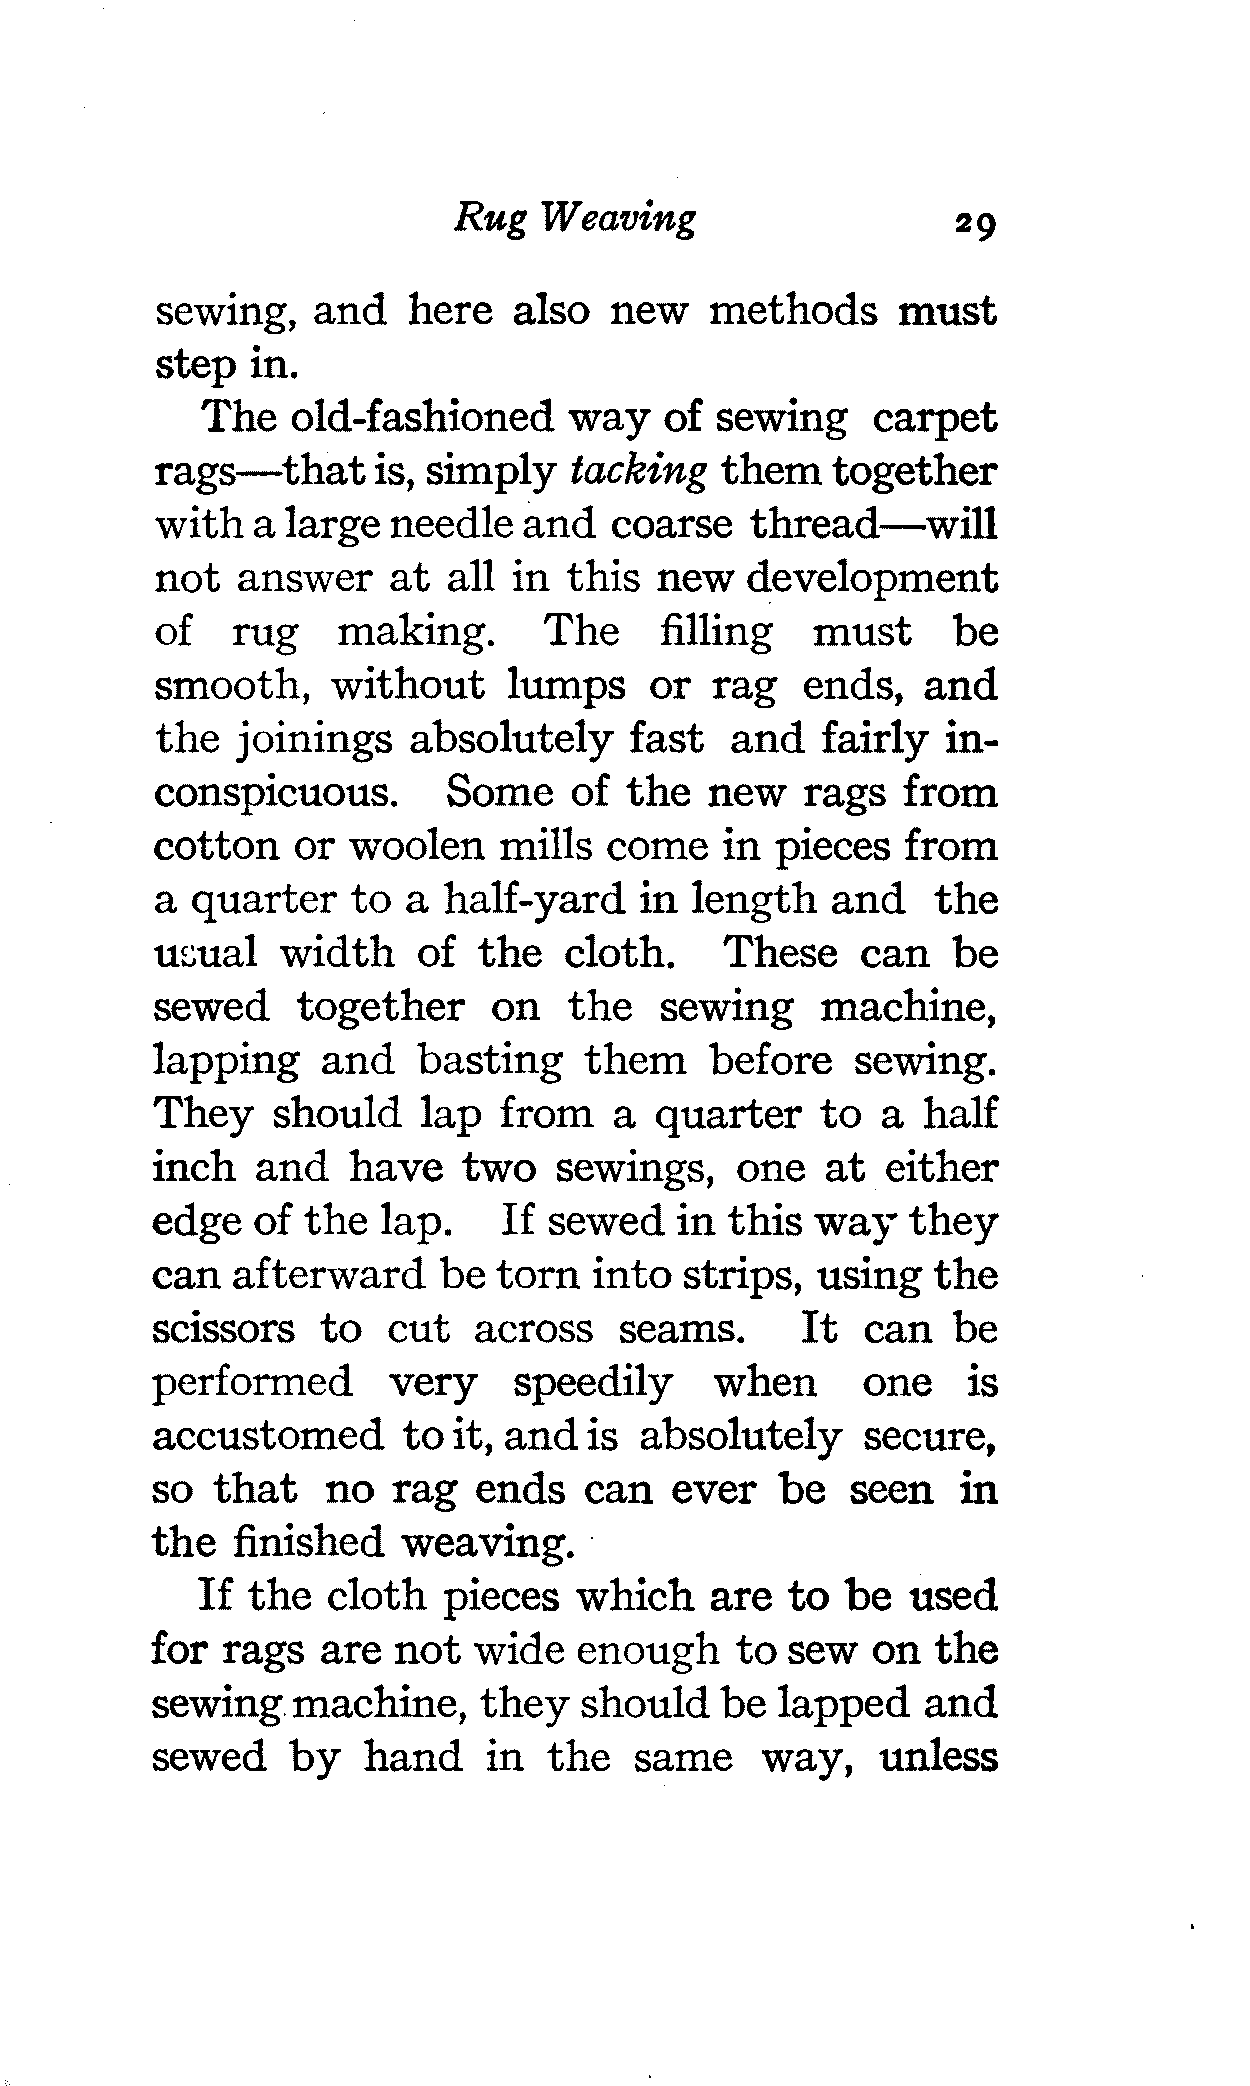 Rug Weaving 29
sewing, and here also new methods must
step in.
The old-fashioned way of sewing carpet
rags—that is, simply tacking them together
with a large needle and coarse thread—will
not answer at all in this new development
of rug making. The filling must be
smooth, without lumps or rag ends, and
the joinings absolutely fast and fairly in-
conspicuous. Some of the new rags from
cotton or woolen mills come in pieces from
a quarter to a half-yard in length and the
usual width of the cloth. These can be
sewed together on the sewing machine,
lapping and basting them before sewing.
They should lap from a quarter to a half
inch and have two sewings, one at either
edge of the lap. If sewed in this way they
can afterward be torn into strips, using the
scissors to cut across seams. It can be
performed very speedily when one is
accustomed to it, and is absolutely secure,
so that no rag ends can ever be seen in
the finished weaving.
If the cloth pieces which are to be used
for rags are not wide enough to sew on the
sewing machine, they should be lapped and
sewed by hand in the same way, unless